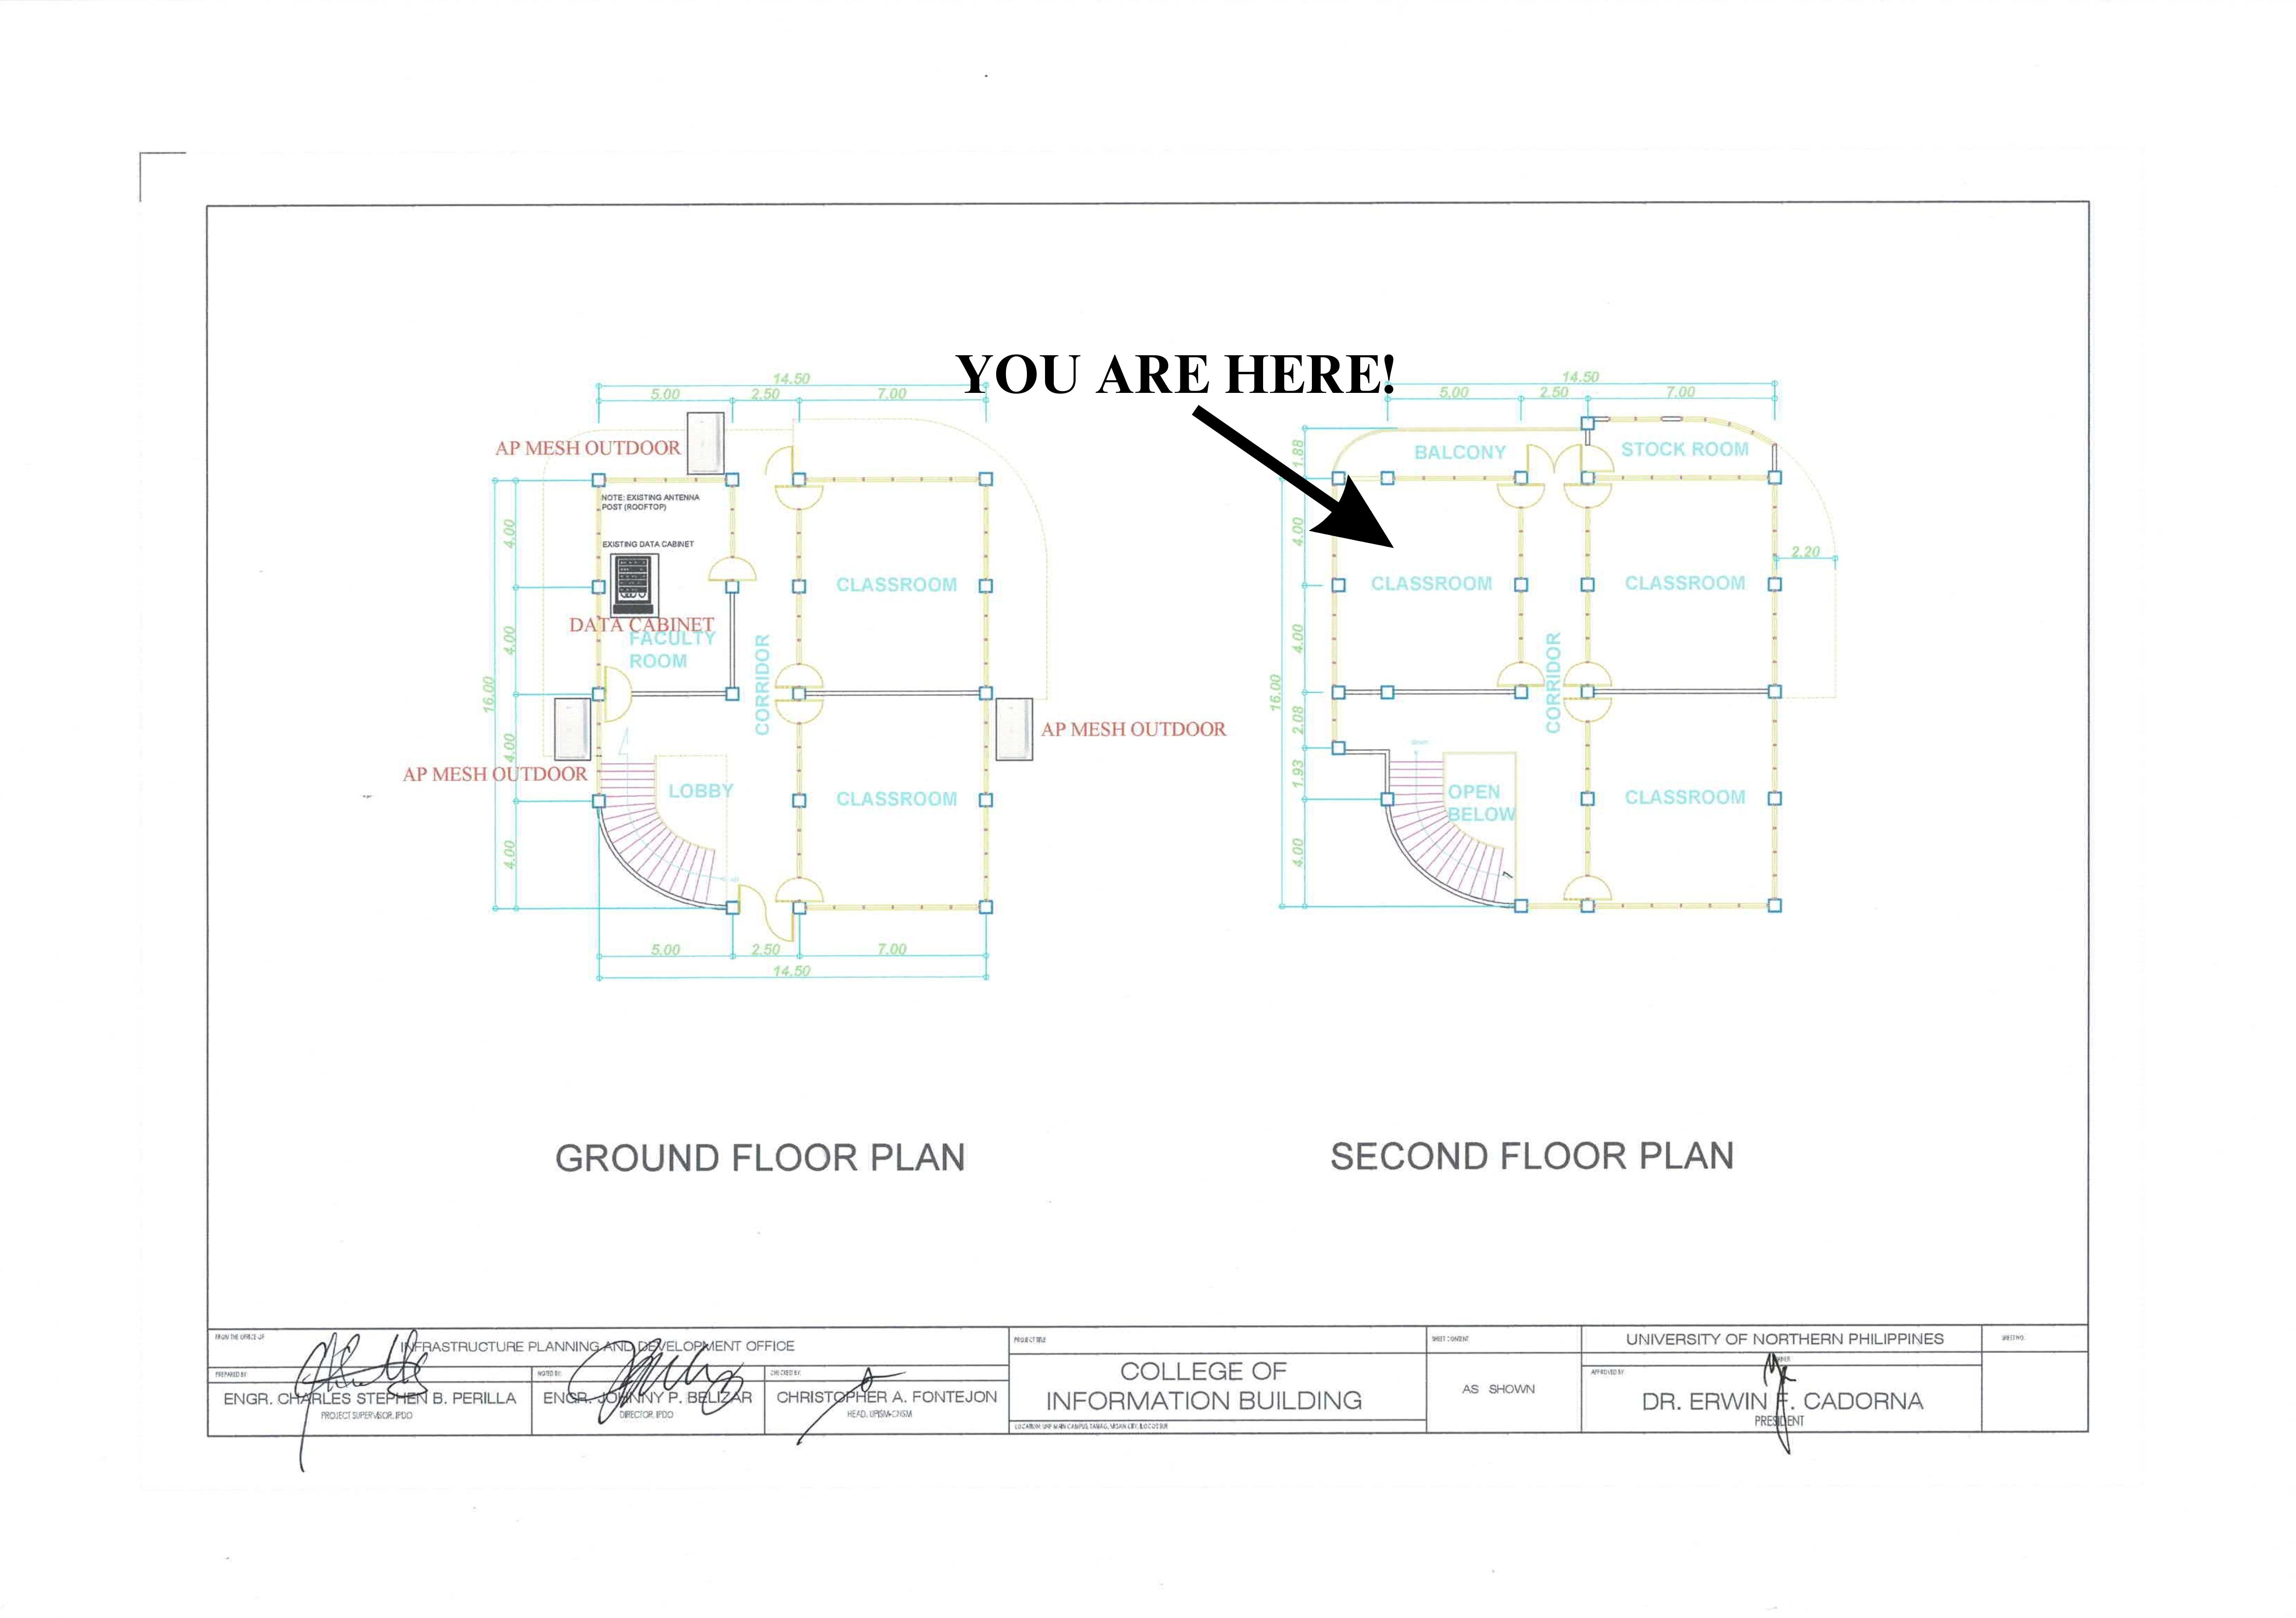 YOU ARE HERE!
14.50
5.00
2.50
7.00
AP MESH OUTDOOR
NOTE: EXISTING ANTENNA
POST (ROOFTOP)
EXISTING DATA CABINET
DATA CABINET
FACULTY
ROOM
CORRIDOR
CLASSROOM
4.00
4.00
16.00
4.00
4.00
AP MESH OUTDOOR
AP MESH OUTDOOR
LOBBY
CLASSROOM
5.00
2.50
7.00
14.50
GROUND FLOOR PLAN
14.50
5.00
2.50
7.00
1.88
BALCONY
STOCK ROOM
4.00
2.20
CLASSROOM
CLASSROOM
4.00
CORRIDOR
16.00
2.08
1.93
OPEN
BELOW
CLASSROOM
4.00
SECOND FLOOR PLAN
FROM THE OFFICE OF
INFRASTRUCTURE PLANNING AND DEVELOPMENT OFFICE
PREPARED BY:
ENGR. CHARLES STEPHEN B. PERILLA
PROJECT SUPERVISOR, IPDO
NOTED BY:
ENGR. JOHNNY P. BELIZAR
DIRECTOR, IPDO
CHECKED BY:
CHRISTOPHER A. FONTEJON
HEAD, UPISM-CNSM
PROJECT TITLE
COLLEGE OF
INFORMATION BUILDING
LOCATION: UNP MAIN CAMPUS, TAMAG, VIGAN CITY, ILOCOS SUR
SHEET CONTENT
AS SHOWN
UNIVERSITY OF NORTHERN PHILIPPINES
OWNER
APPROVED BY:
DR. ERWIN F. CADORNA
PRESIDENT
SHEET NO.